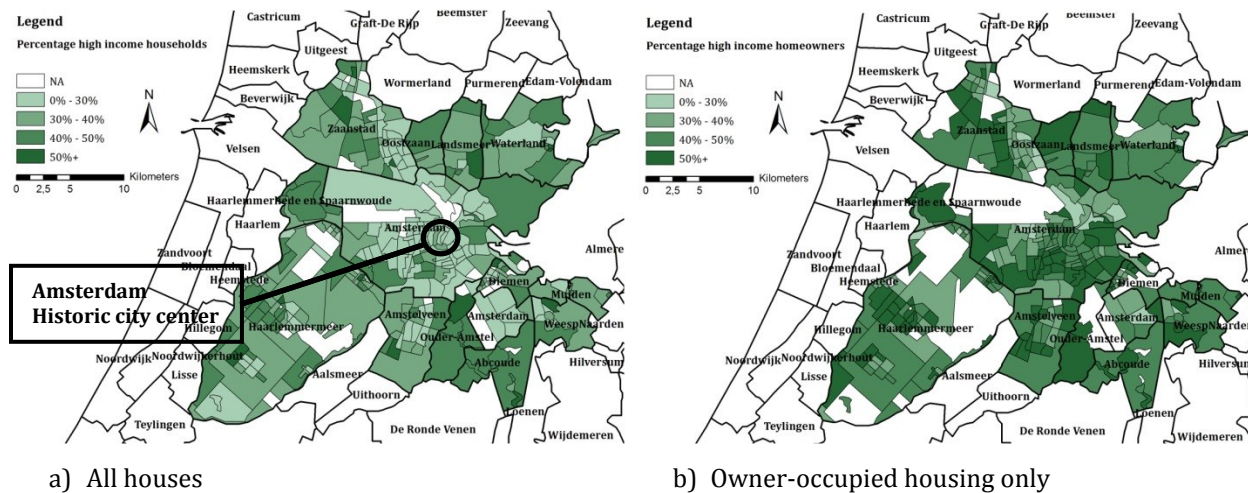 Legend
Percentage high income households
NA
0% - 30%
30% - 40%
40% - 50%
50%+
N
0 2,5 5 10 Kilometers
Castricum
Graft-De Rijp
Beemster
Zeevang
Uitgeest
Heemskerk
Wormerland
Purmerend
Edam-Volendam
Beverwijk
Zaanstad
Oostzaan
Landsmeer
Waterland
Velsen
Haarlemmerliede en Spaarnwoude
Haarlem
Amsterdam
Almere
Zandvoort
Bloemendaal
Heemstede
Diemen
Muiden
Amsterdam
Historic city center
Amstelveen
Amsterdam
Weesp
Naarden
Hillegom
Haarlemmermeer
Ouder-Amstel
Noordwijk
Noordwijkerhout
Abcoude
Hilversum
Lisse
Aalsmeer
Uithoorn
Loenen
Teylingen
De Ronde Venen
Wijdemeren
a) All houses
Legend
Percentage high income homeowners
NA
0% - 30%
30% - 40%
40% - 50%
50%+
N
0 2,5 5 10 Kilometers
Castricum
Graft-De Rijp
Beemster
Zeevang
Uitgeest
Heemskerk
Wormerland
Purmerend
Edam-Volendam
Beverwijk
Zaanstad
Oostzaan
Landsmeer
Waterland
Velsen
Haarlemmerliede en Spaarnwoude
Haarlem
Amsterdam
Almere
Zandvoort
Bloemendaal
Heemstede
Diemen
Muiden
Amstelveen
Amsterdam
Weesp
Naarden
Hillegom
Haarlemmermeer
Ouder-Amstel
Noordwijk
Noordwijkerhout
Abcoude
Hilversum
Lisse
Aalsmeer
Uithoorn
Loenen
Teylingen
De Ronde Venen
Wijdemeren
b) Owner-occupied housing only